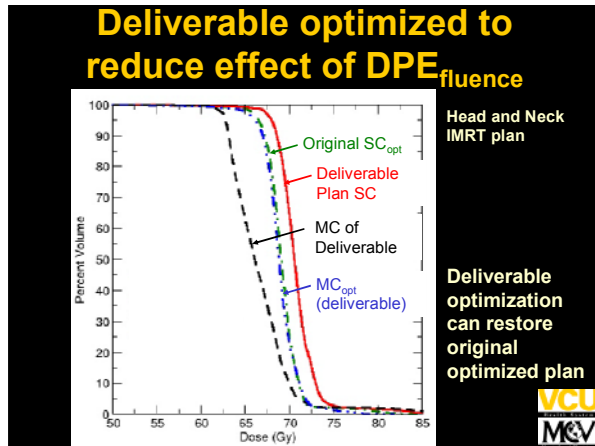 Deliverable optimized to
reduce effect of DPEfluence
Head and Neck
IMRT plan
100
90
80
70
60
50
40
30
20
10
0
Percent Volume
Original SCopt
Deliverable
Plan SC
MC of
Deliverable
MCopt
(deliverable)
50
55
60
65
70
75
80
85
Dose (Gy)
Deliverable
optimization
can restore
original
optimized plan
VCU
Health System
MCV